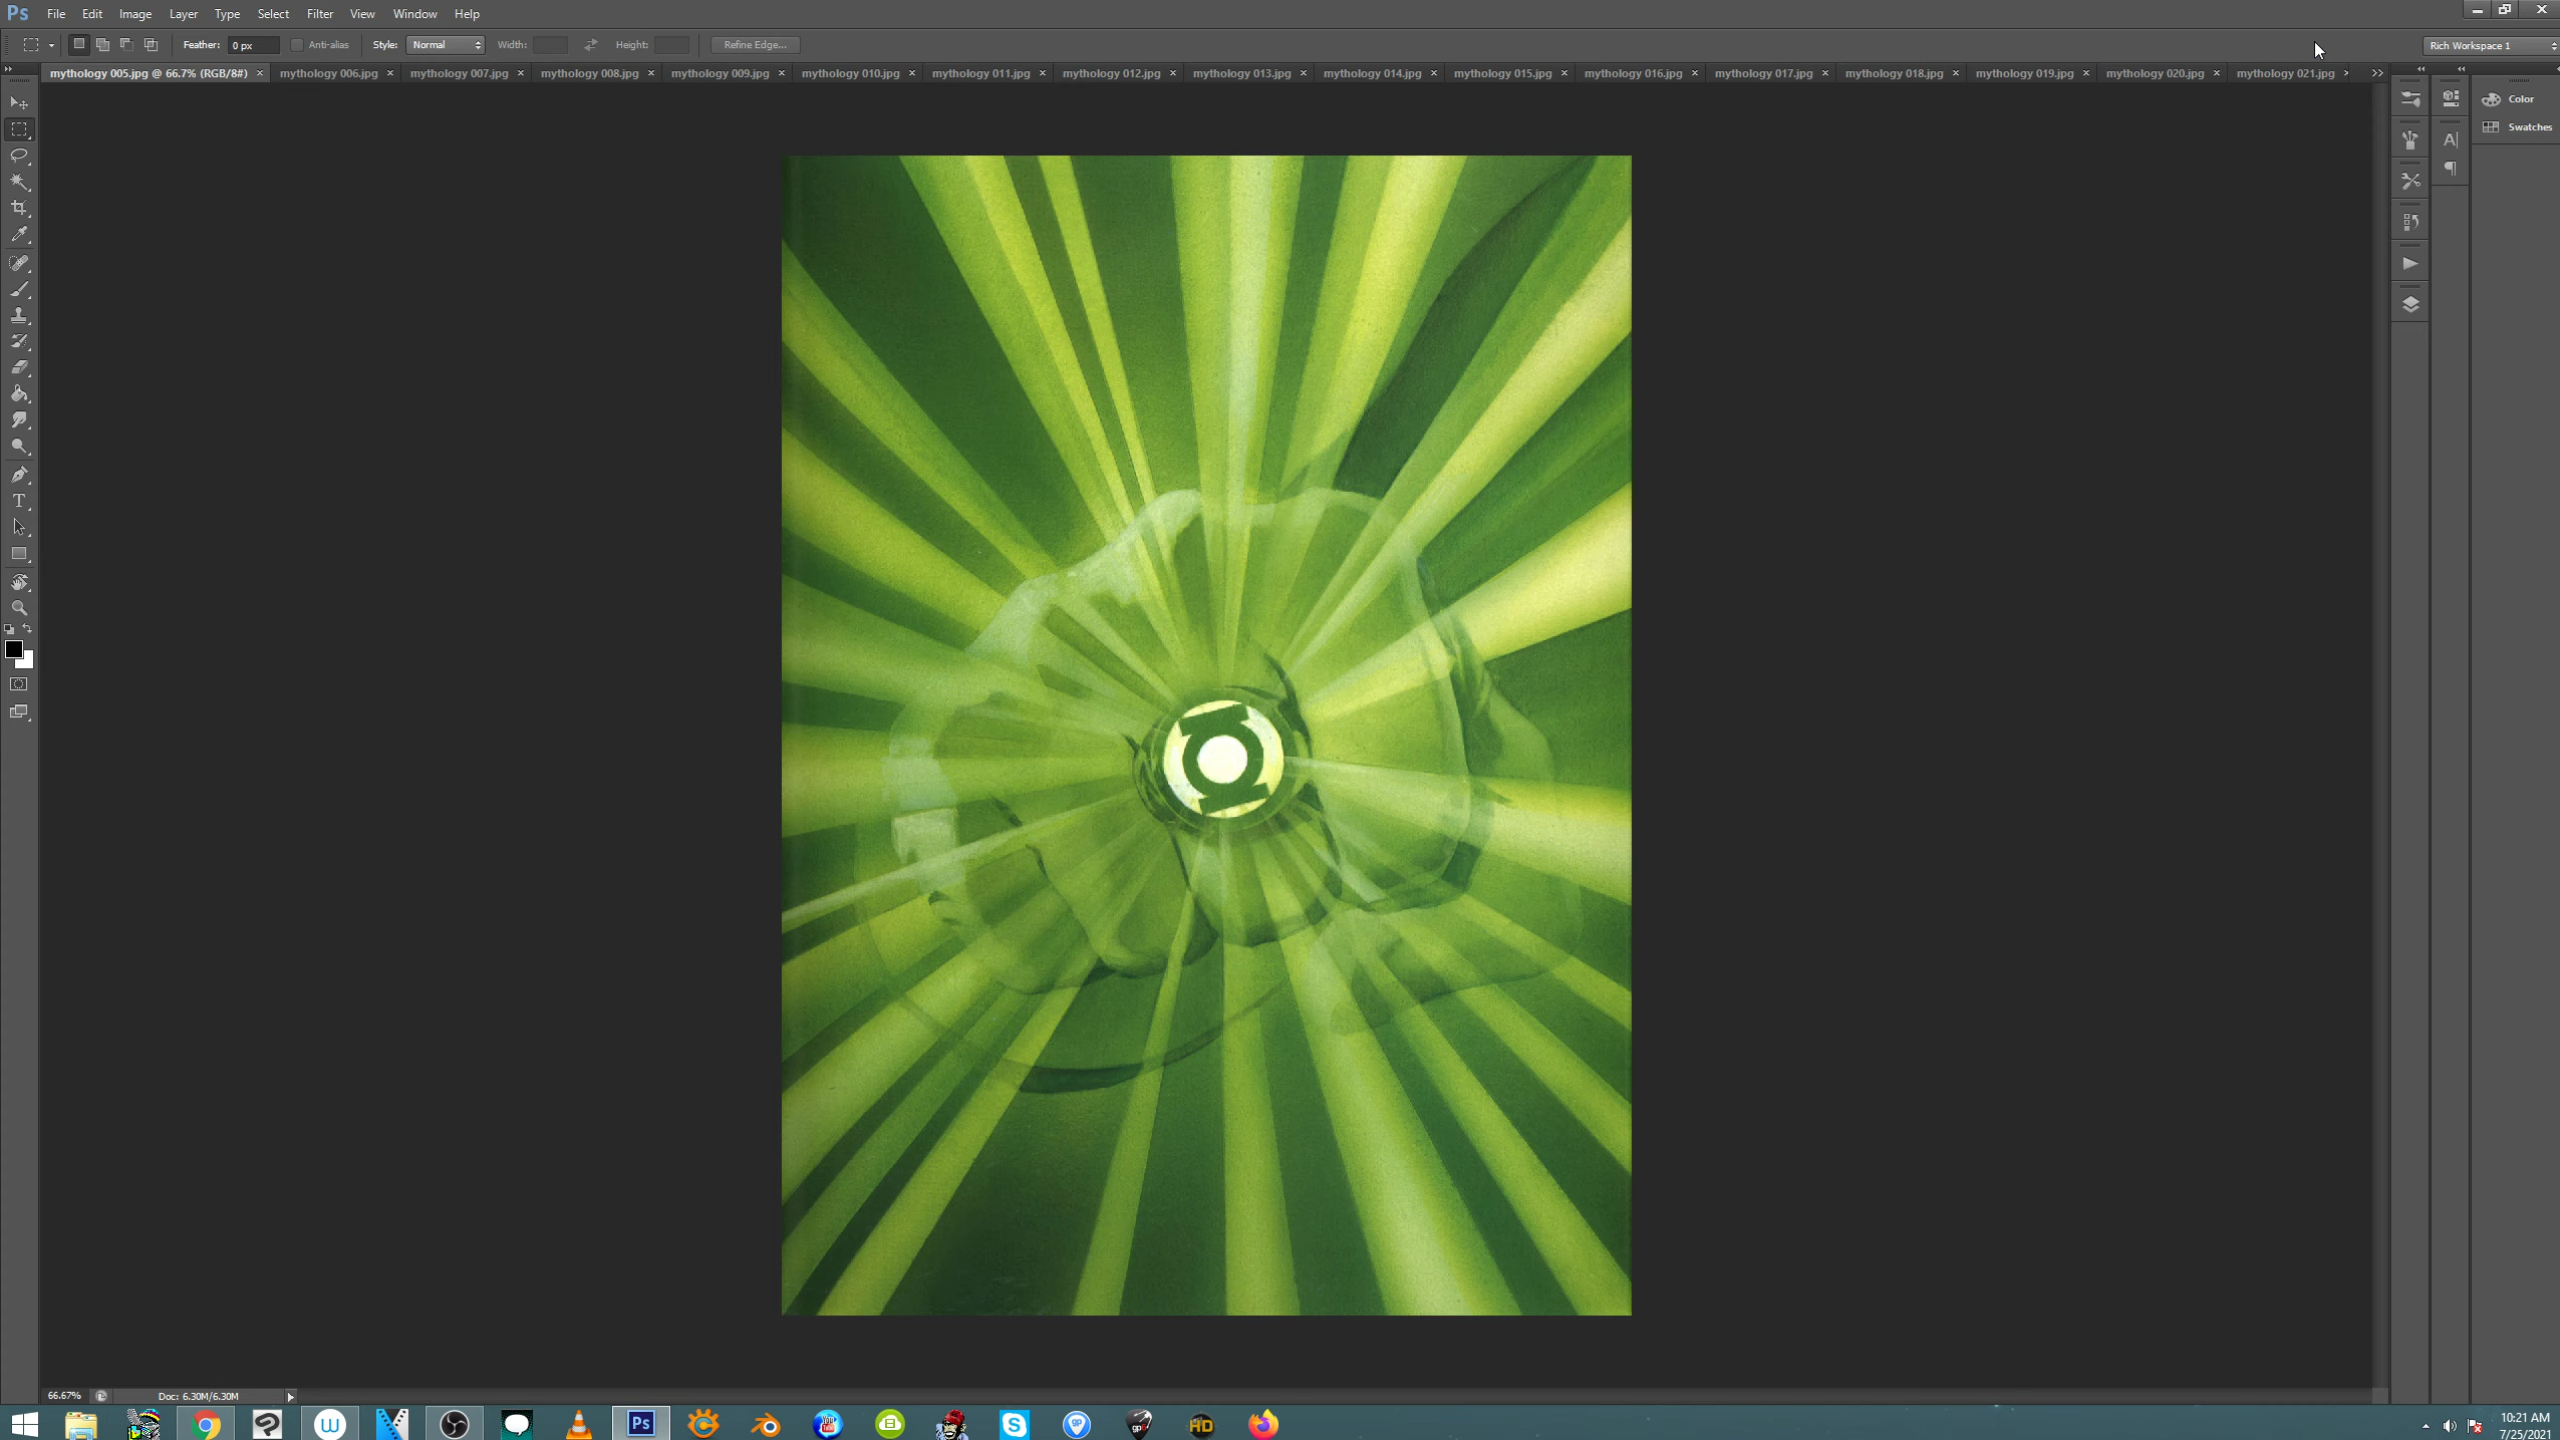 Ps File Edit Image Layer Type Select Filter View Window Help
Feather: 0 px Anti-alias Style: Normal Width: Height: Refine Edge... Rich Workspace 1
mythology 005.jpg @ 66.7% (RGB/8#) × mythology 006.jpg × mythology 007.jpg × mythology 008.jpg × mythology 009.jpg × mythology 010.jpg × mythology 011.jpg × mythology 012.jpg × mythology 013.jpg × mythology 014.jpg × mythology 015.jpg × mythology 016.jpg × mythology 017.jpg × mythology 018.jpg × mythology 019.jpg × mythology 020.jpg × mythology 021.jpg
Color
Swatches
66.67% Doc: 6.30M/6.30M
Ps
HD
10:21 AM
7/25/2021